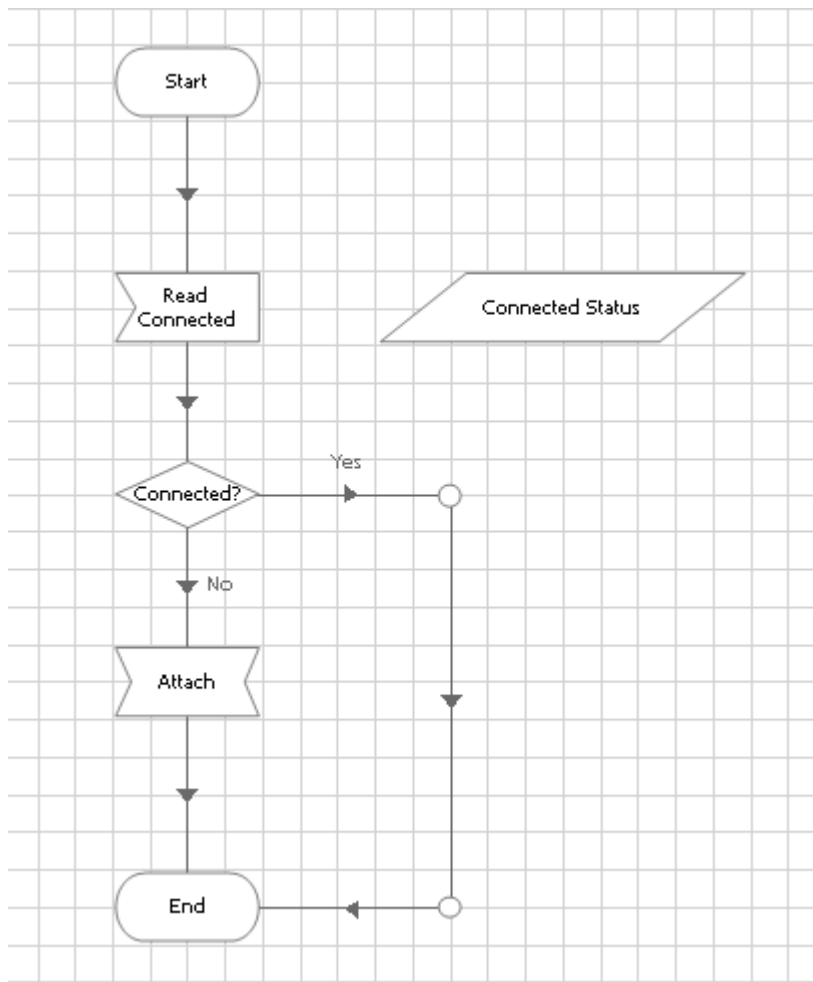 Start
Read
Connected
Connected Status
Yes
Connected?
No
Attach
End